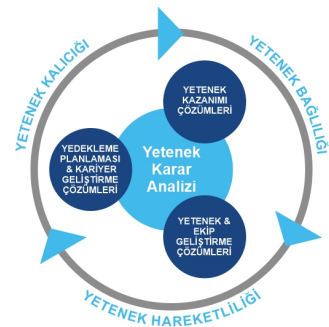 YETENEK KALICIĞI
YETENEK BAĞLILIĞI
YETENEK
KAZANIMI
ÇÖZÜMLERİ
YEDEKLEME
PLANLAMASI
& KARİYER
GELİŞTİRME
ÇÖZÜMLERİ
Yetenek
Karar
Analizi
YETENEK &
EKİP
GELİŞTİRME
ÇÖZÜMLERİ
YETENEK HAREKETLİLİĞİ